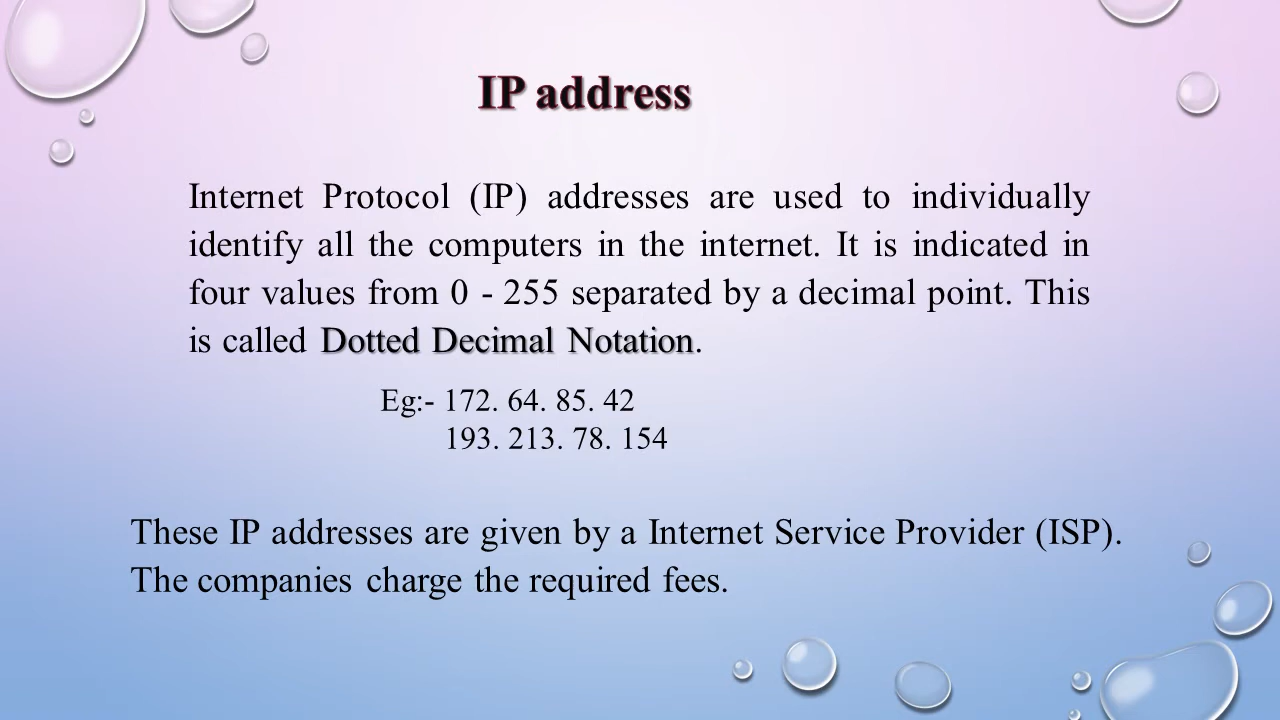 IP address
Internet Protocol (IP) addresses are used to individually
identify all the computers in the internet. It is indicated in
four values from 0 - 255 separated by a decimal point. This
is called Dotted Decimal Notation.
Eg:- 172. 64. 85. 42
193. 213. 78. 154
These IP addresses are given by a Internet Service Provider (ISP).
The companies charge the required fees.